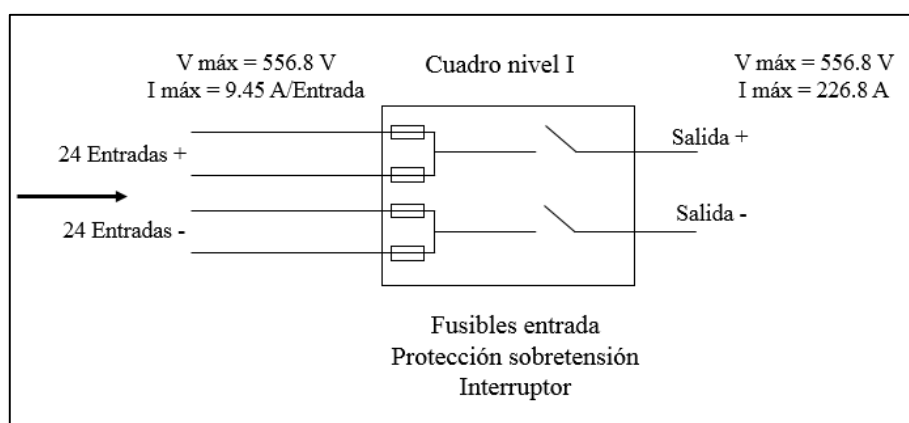 V máx = 556.8 V
I máx = 9.45 A/Entrada
Cuadro nivel I
V máx = 556.8 V
I máx = 226.8 A
24 Entradas +
Salida +
24 Entradas -
Salida -
Fusibles entrada
Protección sobretensión
Interruptor